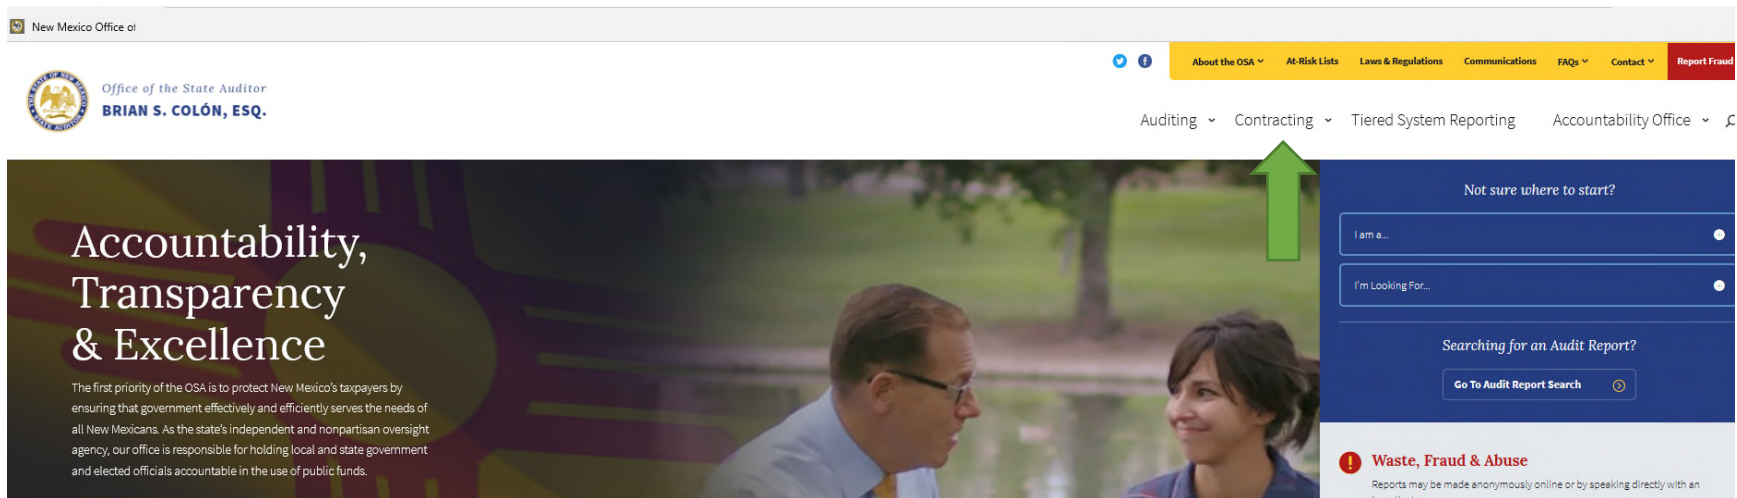 New Mexico Office of
About the OSA At-Risk Lists Laws & Regulations Communications FAQs Contact Report Fraud
Office of the State Auditor
BRIAN S. COLÓN, ESQ.
Auditing Contracting Tiered System Reporting Accountability Office
Accountability,
Transparency
& Excellence
The first priority of the OSA is to protect New Mexico's taxpayers by
ensuring that government effectively and efficiently serves the needs of
all New Mexicans. As the state's independent and nonpartisan oversight
agency, our office is responsible for holding local and state government
and elected officials accountable in the use of public funds.
Not sure where to start?
I am a...
I'm Looking For...
Searching for an Audit Report?
Go To Audit Report Search
Waste, Fraud & Abuse
Reports may be made anonymously online or by speaking directly with an